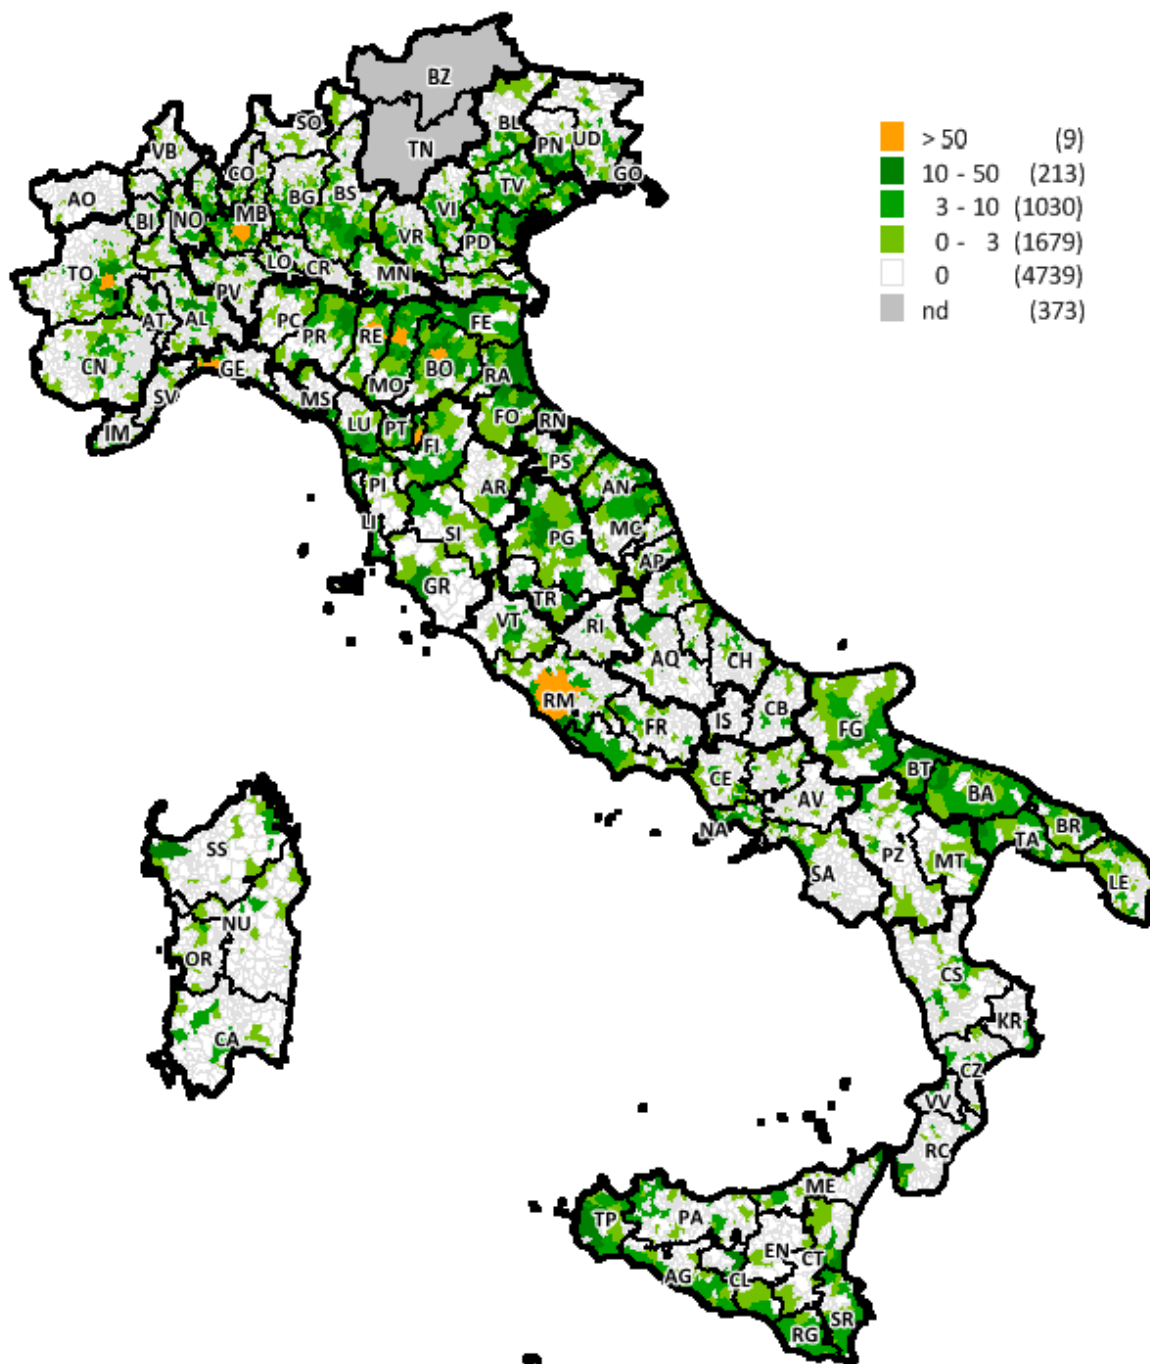 BZ
SO
BL
TN
PN
UD
> 50 (9)
10 - 50 (213)
3 - 10 (1030)
0 - 3 (1679)
0 (4739)
nd (373)
VB
CO
GO
AO
BG
BS
TV
BI
NO
MB
VI
VR
PD
TO
LO
CR
MN
PV
AT
AL
PC
PR
RE
FE
CN
GE
MO
BO
RA
SV
MS
IM
LU
PT
FI
FO
RN
PS
PI
AR
AN
LI
SI
PG
MC
AP
GR
TR
VT
RI
AQ
CH
RM
FR
IS
CB
FG
CE
AV
BT
BA
NA
SA
PZ
MT
TA
BR
LE
SS
NU
OR
CA
CS
KR
CZ
VV
RC
ME
TP
PA
EN
CT
AG
CL
SR
RG